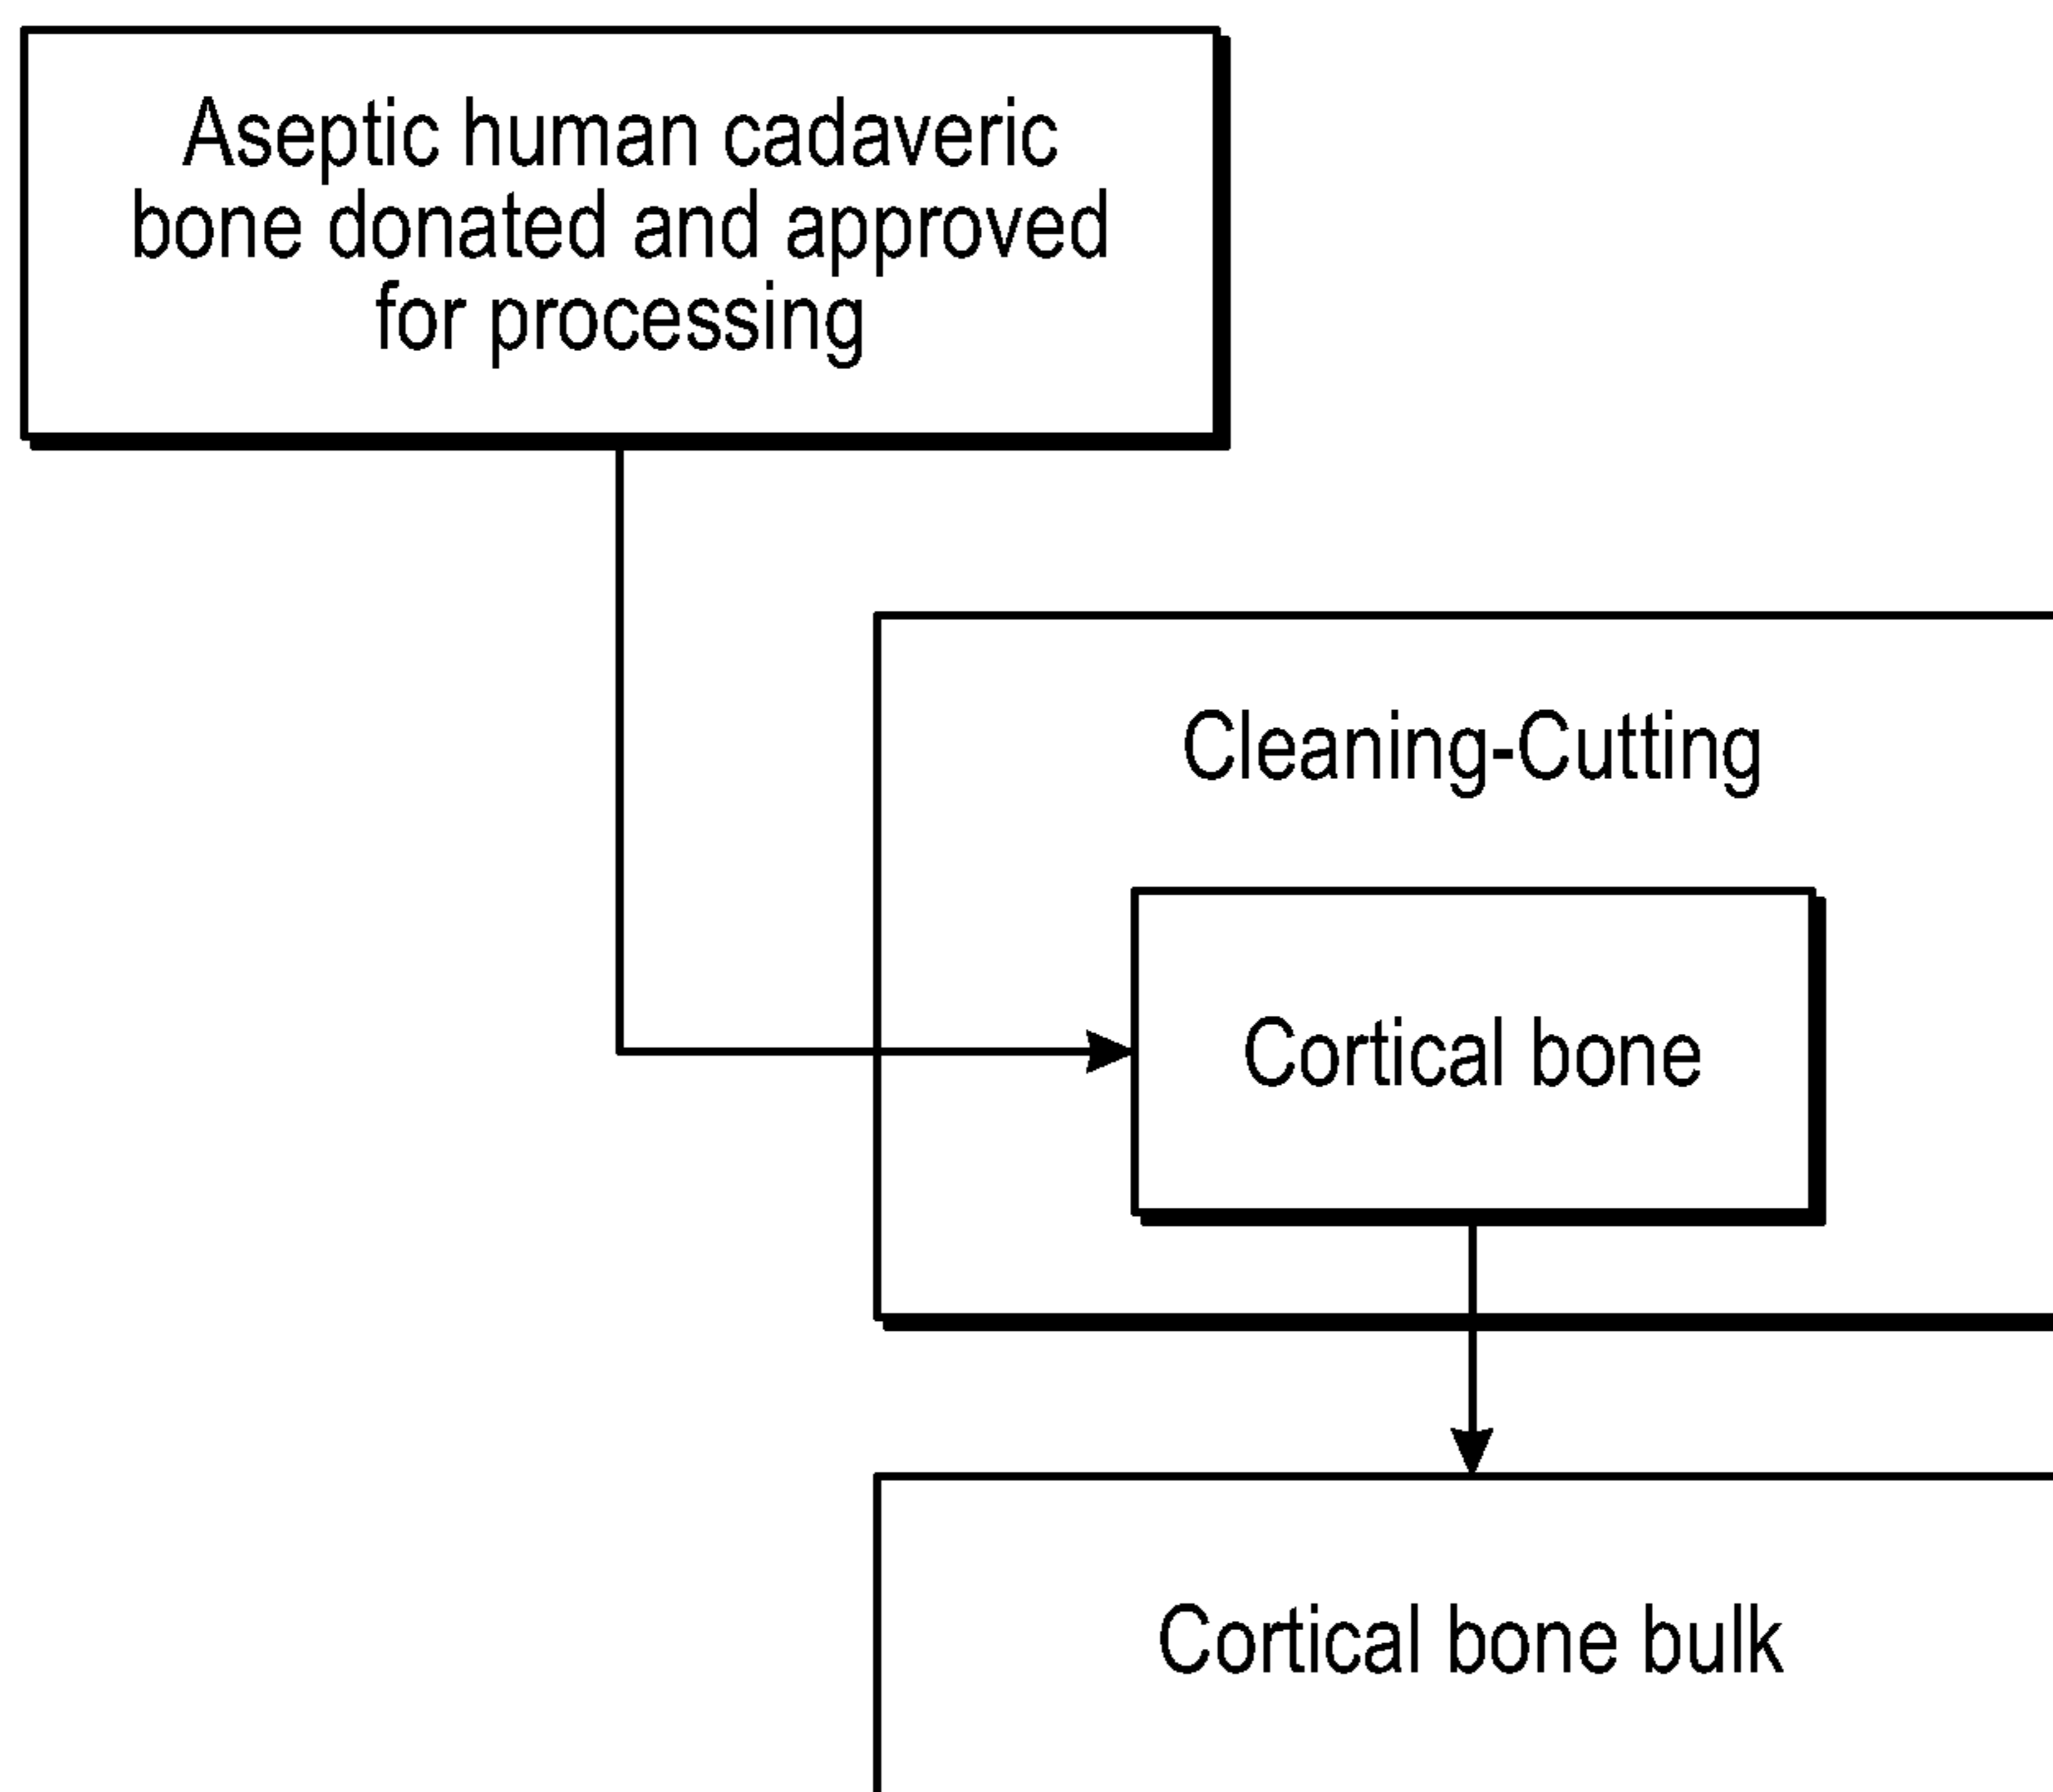 Aseptic human cadaveric
bone donated and approved
for processing
Cleaning-Cutting
Cortical bone
Cortical bone bulk